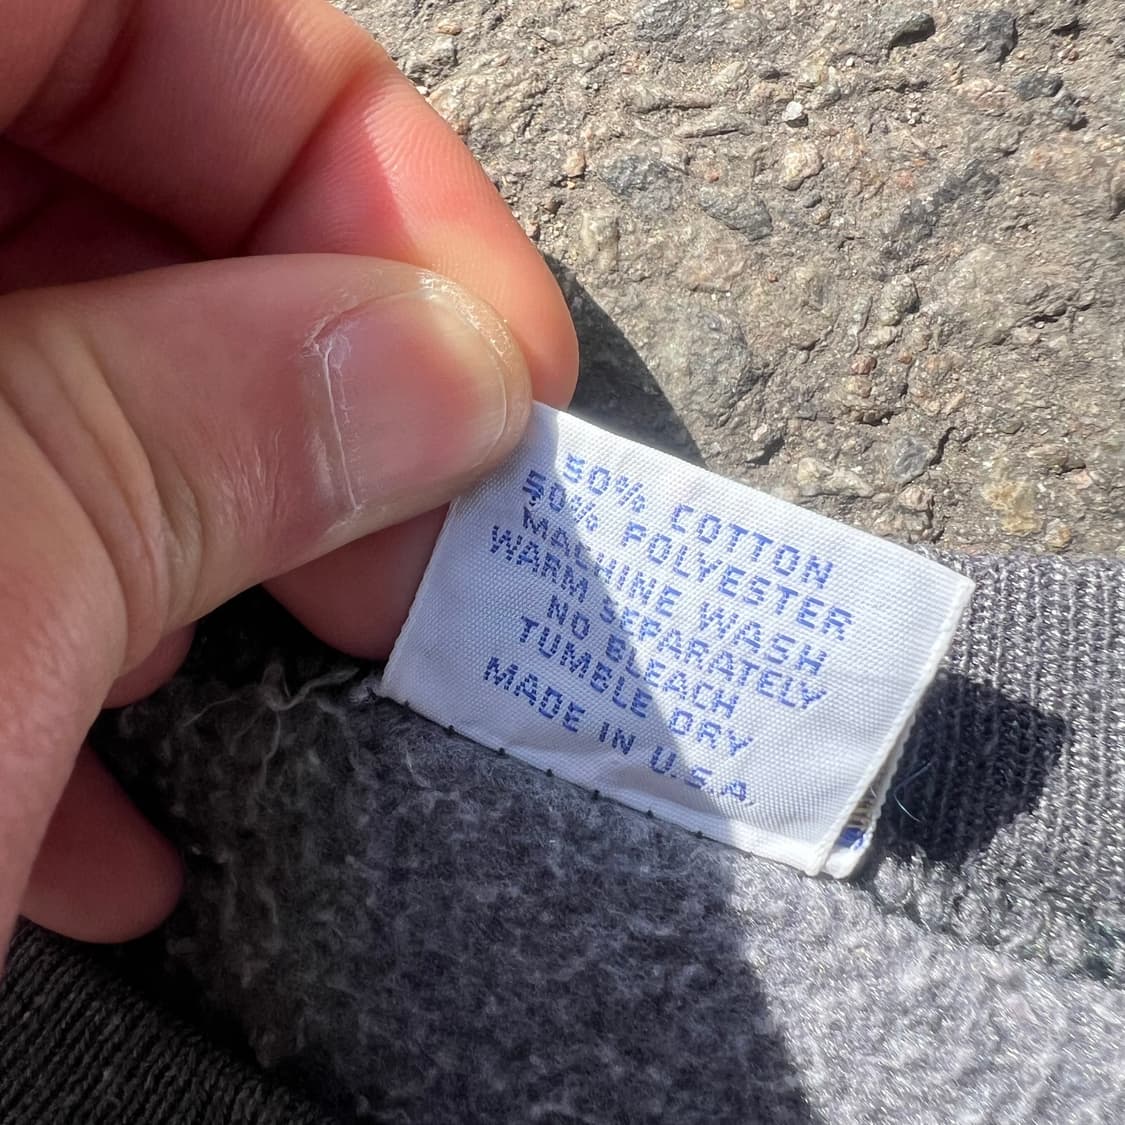 50% COTTON
50% POLYESTER
MACHINE WASH
WARM SEPARATELY
NO BLEACH
TUMBLE DRY
MADE IN U.S.A.